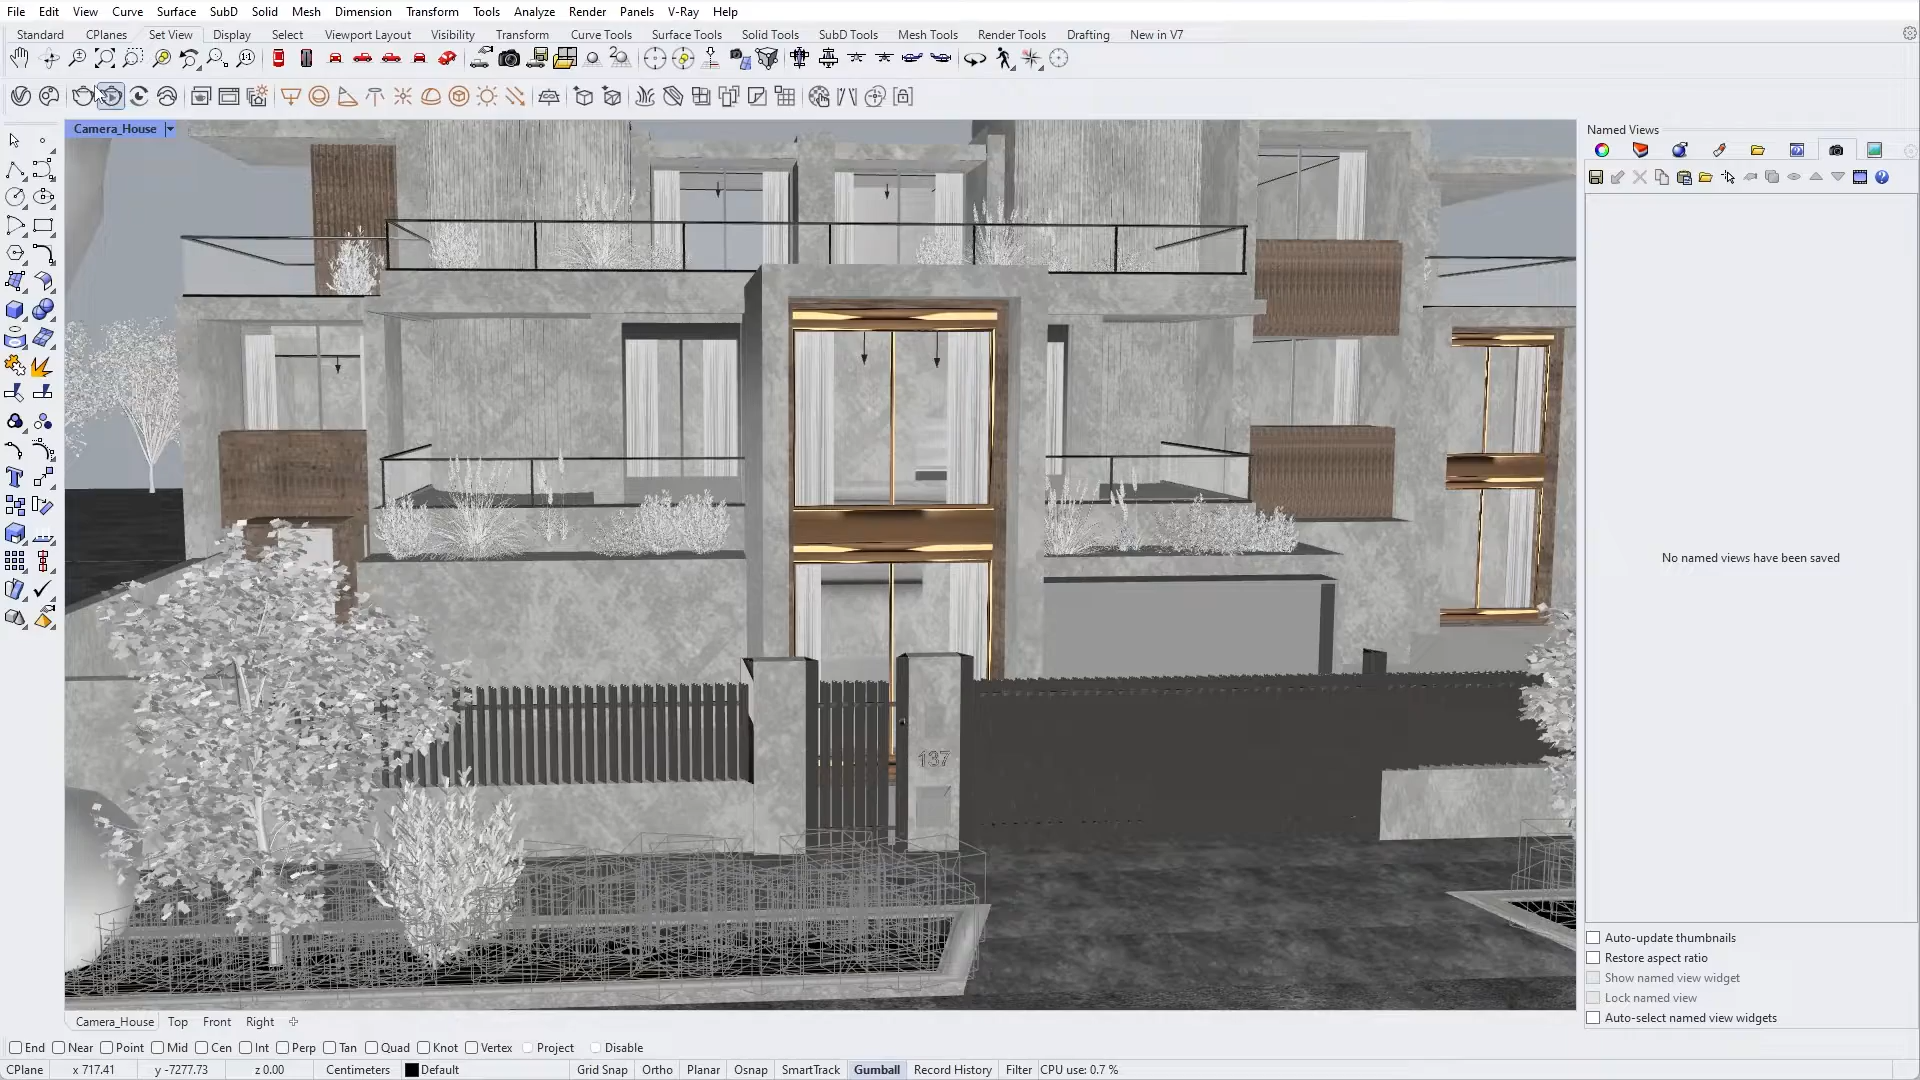 File Edit View Curve Surface SubD Solid Mesh Dimension Transform Tools Analyze Render Panels V-Ray Help
Standard CPlanes Set View Display Select Viewport Layout Visibility Transform Curve Tools Surface Tools Solid Tools SubD Tools Mesh Tools Render Tools Drafting New in V7
Camera_House
Named Views
No named views have been saved
137
Auto-update thumbnails
Restore aspect ratio
Show named view widget
Lock named view
Auto-select named view widgets
Camera_House Top Front Right
End Near Point Mid Cen Int Perp Tan Quad Knot Vertex Project Disable
CPlane x 717.41 y -7277.73 z 0.00 Centimeters Default Grid Snap Ortho Planar Osnap SmartTrack Gumball Record History Filter CPU use: 0.7 %